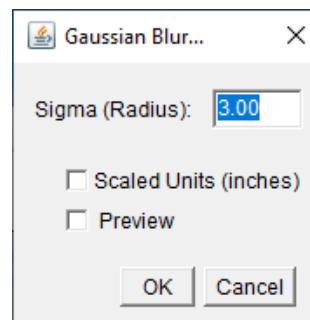 Gaussian Blur...
Sigma (Radius): 3.00
Scaled Units (inches)
Preview
OK Cancel